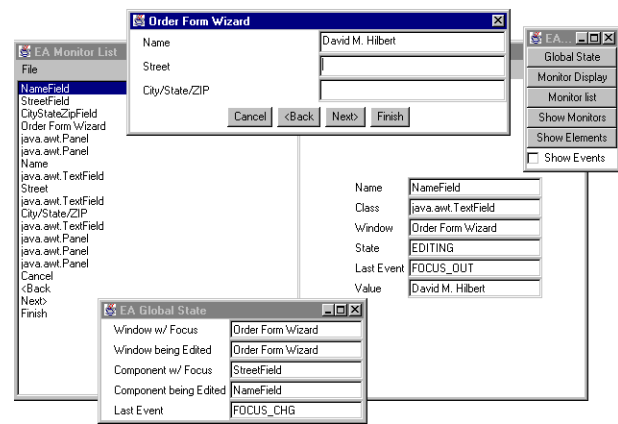 Order Form Wizard
Name David M. Hilbert
Street
City/State/ZIP
Cancel <Back Next> Finish
EA...
Global State
Monitor Display
Monitor list
Show Monitors
Show Elements
Show Events
EA Monitor List
File
NameField
StreetField
CityStateZipField
Order Form Wizard
java.awt.Panel
java.awt.Panel
Name
java.awt.TextField
Street
java.awt.TextField
City/State/ZIP
java.awt.TextField
java.awt.Panel
java.awt.Panel
java.awt.Panel
Cancel
<Back
Next>
Finish
Name NameField
Class java.awt.TextField
Window Order Form Wizard
State EDITING
Last Event FOCUS_OUT
Value David M. Hilbert
EA Global State
Window w/ Focus Order Form Wizard
Window being Edited Order Form Wizard
Component w/ Focus StreetField
Component being Edited NameField
Last Event FOCUS_CHG